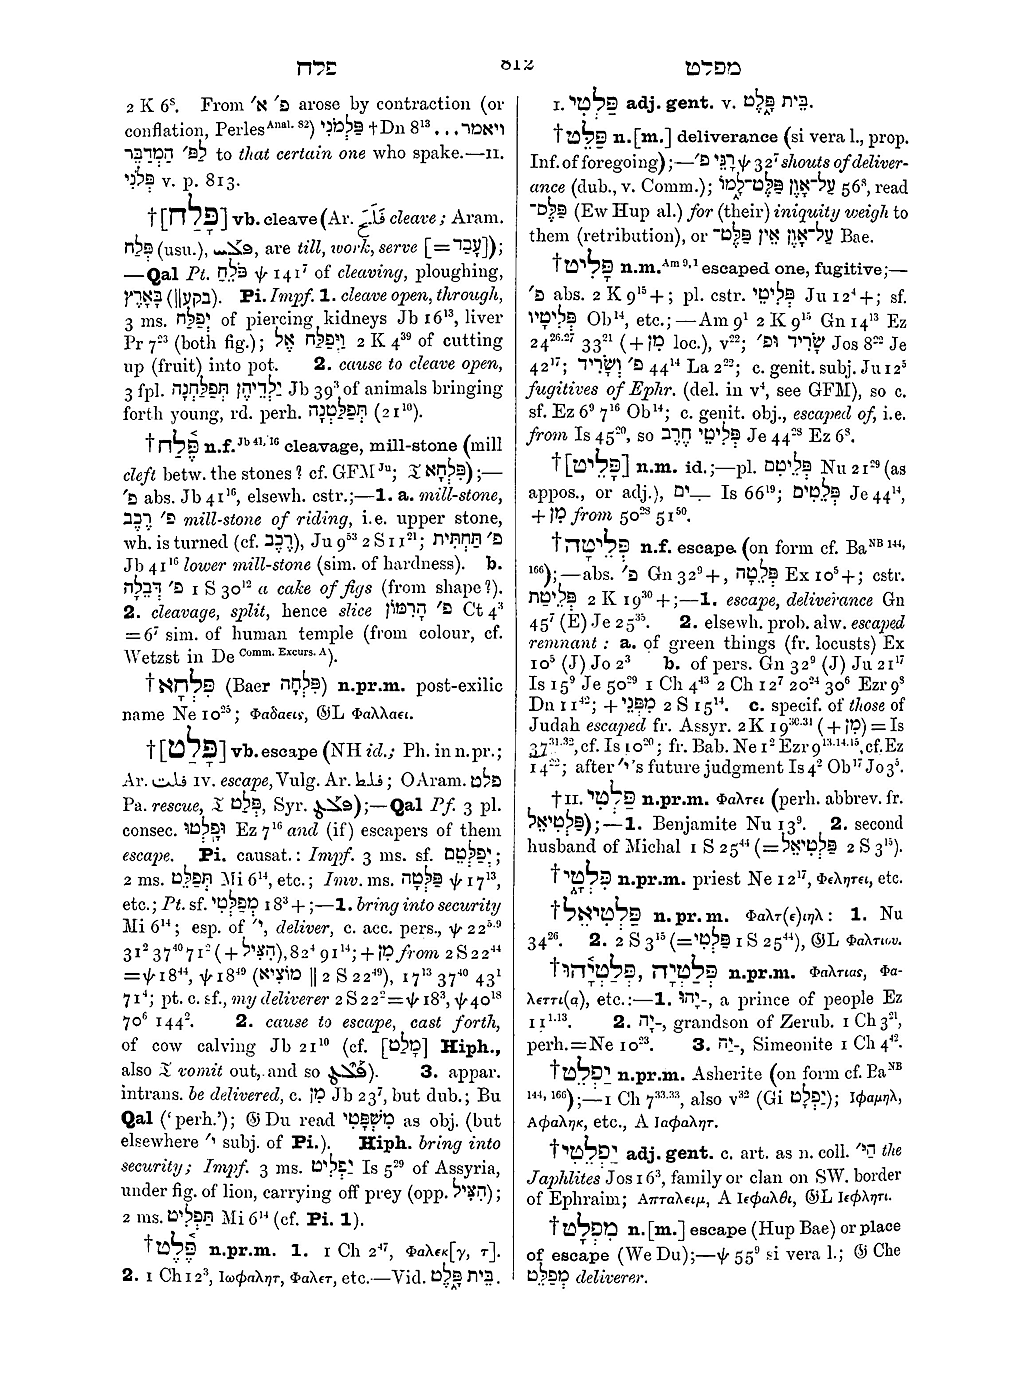 פלח 812 מפלט
2 K 6⁸. From פ׳ א׳ arose by contraction (or
conflation, Perles Anal. 82) פַּלְמֹנִי †Dn 8¹³ ... ויאמר
לַפּ׳ הַמְדַבֵּר to that certain one who spake.—II.
פְּלֹנִי v. p. 813.
†[פָּלַח] vb. cleave (Ar. فَلَحَ cleave; Aram.
פְּלַח (usu.), ܦܠܚ, are till, work, serve [=עָבַד]);
—Qal Pt. פֹּלֵחַ ψ 141⁷ of cleaving, ploughing,
בָּאָרֶץ (||בקע). Pi. Impf. 1. cleave open, through,
3 ms. יְפַלַּח of piercing kidneys Jb 16¹³, liver
Pr 7²³ (both fig.); וַיְפַלַּח אֶל 2 K 4³⁹ of cutting
up (fruit) into pot. 2. cause to cleave open,
3 fpl. יַלְדֵיהֶן תְּפַלַּחְנָה Jb 39³ of animals bringing
forth young, rd. perh. תְּפַלֵּטְנָה (21¹⁰).
†פֶּלַח n.f. Jb 41, 16 cleavage, mill-stone (mill
cleft betw. the stones? cf. GFM Ju; 𝔗 פִּלְחָא);—
פ׳ abs. Jb 41¹⁶, elsewh. cstr.;—1. a. mill-stone,
פ׳ רֶכֶב mill-stone of riding, i.e. upper stone,
wh. is turned (cf. רֶכֶב), Ju 9⁵³ 2 S 11²¹; פ׳ תַּחְתִּית
Jb 41¹⁶ lower mill-stone (sim. of hardness). b.
פ׳ דְּבֵלָה 1 S 30¹² a cake of figs (from shape?).
2. cleavage, split, hence slice פ׳ הָרִמּוֹן Ct 4³
=6⁷ sim. of human temple (from colour, cf.
Wetzst in De Comm. Excurs. A).
†פִּלְחָא (Baer פִּלְחָה) n.pr.m. post-exilic
name Ne 10²⁵; Φαδαεις, 𝔊L Φαλλαει.
†[פָּלַט] vb. escape (NH id.; Ph. in n.pr.;
Ar. فلت IV. escape, Vulg. Ar. فلط; OAram. פלט
Pa. rescue, 𝔗 פְּלַט, Syr. ܦܠܛ);—Qal Pf. 3 pl.
consec. וּפָלְטוּ Ez 7¹⁶ and (if) escapers of them
escape. Pi. causat.: Impf. 3 ms. sf. יְפַלְּטֵם;
2 ms. תְּפַלֵּט Mi 6¹⁴, etc.; Imv. ms. פַּלְּטָה ψ 17¹³,
etc.; Pt. sf. מְפַלְטִי 18³+;—1. bring into security
Mi 6¹⁴; esp. of י׳, deliver, c. acc. pers., ψ 22⁵·⁹
31² 37⁴⁰ 71² (+הִצִּיל), 82⁴ 91¹⁴; +מִן from 2 S 22⁴⁴
=ψ 18⁴⁴, ψ 18⁴⁹ (מוֹצִיא || 2 S 22⁴⁹), 17¹³ 37⁴⁰ 43¹
71⁴; pt. c. sf., my deliverer 2 S 22²=ψ 18³, ψ 40¹⁸
70⁶ 144². 2. cause to escape, cast forth,
of cow calving Jb 21¹⁰ (cf. [מָלַט] Hiph.,
also 𝔗 vomit out, and so ܦܠܛ). 3. appar.
intrans. be delivered, c. מִן Jb 23⁷, but dub.; Bu
Qal ('perh.'); 𝔊 Du read מִשְׁפָּטִי as obj. (but
elsewhere י׳ subj. of Pi.). Hiph. bring into
security; Impf. 3 ms. יַפְלִיט Is 5²⁹ of Assyria,
under fig. of lion, carrying off prey (opp. הִצִּיל);
2 ms. תַּפְלִיט Mi 6¹⁴ (cf. Pi. 1).
†פֶּלֶט n.pr.m. 1. 1 Ch 2⁴⁷, Φαλεκ[γ, τ].
2. 1 Ch 12³, Ιωφαλητ, Φαλετ, etc.—Vid. בֵּית פָּלֶט.
I. פַּלְטִי adj. gent. v. בֵּית פָּלֶט.
†פַּלֵּט n.[m.] deliverance (si vera l., prop.
Inf. of foregoing);—רָנֵּי פ׳ ψ 32⁷ shouts of deliver-
ance (dub., v. Comm.); עַל־אָוֶן פַּלֶּט־לָמוֹ 56⁸, read
פַּלֶּס־ (Ew Hup al.) for (their) iniquity weigh to
them (retribution), or עַל־אָוֶן אֵין פַּלֶּט־ Bae.
†פָּלִיט n.m. Am 9, 1 escaped one, fugitive;—
פ׳ abs. 2 K 9¹⁵+; pl. cstr. פְּלִיטֵי Ju 12⁴+; sf.
פְּלִיטָיו Ob¹⁴, etc.;—Am 9¹ 2 K 9¹⁵ Gn 14¹³ Ez
24²⁶·²⁷ 33²¹ (+מִן loc.), v²²; שָׂרִיד וּפ׳ Jos 8²² Je
42¹⁷; פ׳ וְשָׂרִיד 44¹⁴ La 2²²; c. genit. subj. Ju 12⁵
fugitives of Ephr. (del. in v⁴, see GFM), so c.
sf. Ez 6⁹ 7¹⁶ Ob¹⁴; c. genit. obj., escaped of, i.e.
from Is 45²⁰, so פְּלִיטֵי חֶרֶב Je 44²⁸ Ez 6⁸.
†[פָּלֵיט] n.m. id.;—pl. פְּלֵיטִם Nu 21²⁹ (as
appos., or adj.), ־ִים Is 66¹⁹; פְּלֵטִים Je 44¹⁴,
+מִן from 50²⁸ 51⁵⁰.
†פְּלֵיטָה n.f. escape (on form cf. Ba NB 144,
166);—abs. פ׳ Gn 32⁹+, פְּלֵטָה Ex 10⁵+; cstr.
פְּלֵיטַת 2 K 19³⁰+;—1. escape, deliverance Gn
45⁷ (E) Je 25³⁵. 2. elsewh. prob. alw. escaped
remnant: a. of green things (fr. locusts) Ex
10⁵ (J) Jo 2³ b. of pers. Gn 32⁹ (J) Ju 21¹⁷
Is 15⁹ Je 50²⁹ 1 Ch 4⁴³ 2 Ch 12⁷ 20²⁴ 30⁶ Ezr 9⁸
Dn 11⁴²; +מִפְּנֵי 2 S 15¹⁴. c. specif. of those of
Judah escaped fr. Assyr. 2 K 19³⁰·³¹ (+מִן) = Is
37³¹·³², cf. Is 10²⁰; fr. Bab. Ne 1² Ezr 9¹³·¹⁴·¹⁵, cf. Ez
14²²; after י׳'s future judgment Is 4² Ob¹⁷ Jo 3⁵.
†II. פַּלְטִי n.pr.m. Φαλτει (perh. abbrev. fr.
פַּלְטִיאֵל);—1. Benjamite Nu 13⁹. 2. second
husband of Michal 1 S 25⁴⁴ (=פַּלְטִיאֵל 2 S 3¹⁵).
†פִּלְטָי n.pr.m. priest Ne 12¹⁷, Φεληтει, etc.
†פַּלְטִיאֵל n.pr.m. Φαλτ(ε)ιηλ: 1. Nu
34²⁶. 2. 2 S 3¹⁵ (=פַּלְטִי 1 S 25⁴⁴), 𝔊L Φαλτιου.
†פְּלַטְיָה, פְּלַטְיָהוּ n.pr.m. Φαλτιας, Φα-
λεττι(α), etc.:—1. ־יָהוּ, a prince of people Ez
11¹·¹³. 2. ־יָה, grandson of Zerub. 1 Ch 3²¹,
perh.=Ne 10²³. 3. ־יָה, Simeonite 1 Ch 4⁴².
†יַפְלֵט n.pr.m. Asherite (on form cf. Ba NB
144, 166);—1 Ch 7³³·³³, also v³² (Gi יַפְלֵט); Ιφαμηλ,
Αφαληκ, etc., A Ιαφαλητ.
†יַפְלֵטִי adj. gent. c. art. as n. coll. הַי׳ the
Japhlites Jos 16³, family or clan on SW. border
of Ephraim; Απταλειμ, A Ιεφαλθι, 𝔊L Ιεφλητι.
†מִפְלָט n.[m.] escape (Hup Bae) or place
of escape (We Du);—ψ 55⁹ si vera l.; 𝔊 Che
מְפַלֵּט deliverer.